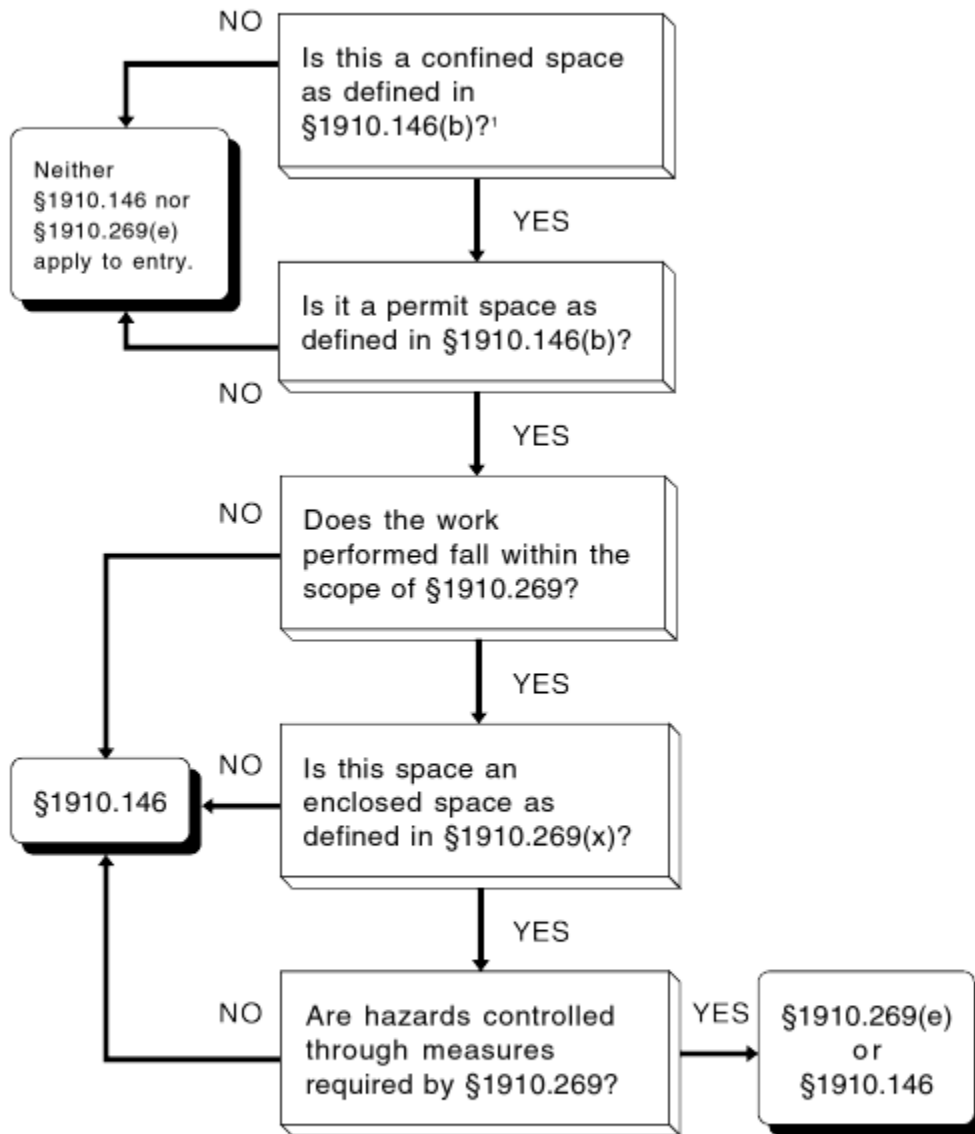 NO
Is this a confined space
as defined in
§1910.146(b)?¹
Neither
§1910.146 nor
§1910.269(e)
apply to entry.
YES
Is it a permit space as
defined in §1910.146(b)?
NO
YES
NO
Does the work
performed fall within the
scope of §1910.269?
YES
§1910.146
NO
Is this space an
enclosed space as
defined in §1910.269(x)?
YES
NO
Are hazards controlled
through measures
required by §1910.269?
YES
§1910.269(e)
or
§1910.146